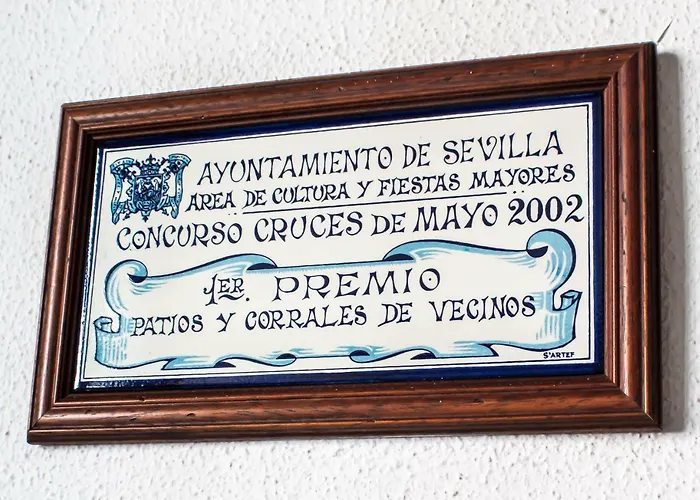 AYUNTAMIENTO DE SEVILLA
AREA DE CULTURA Y FIESTAS MAYORES
CONCURSO CRUCES DE MAYO 2002
1ER. PREMIO
PATIOS Y CORRALES DE VECINOS
S'ARTEF